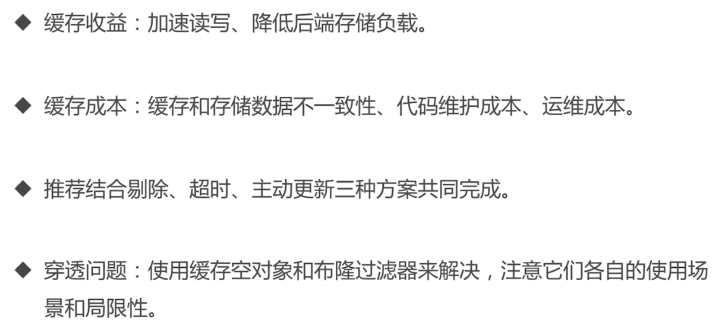 ◆ 缓存收益：加速读写、降低后端存储负载。
◆ 缓存成本：缓存和存储数据不一致性、代码维护成本、运维成本。
◆ 推荐结合剔除、超时、主动更新三种方案共同完成。
◆ 穿透问题：使用缓存空对象和布隆过滤器来解决，注意它们各自的使用场
景和局限性。